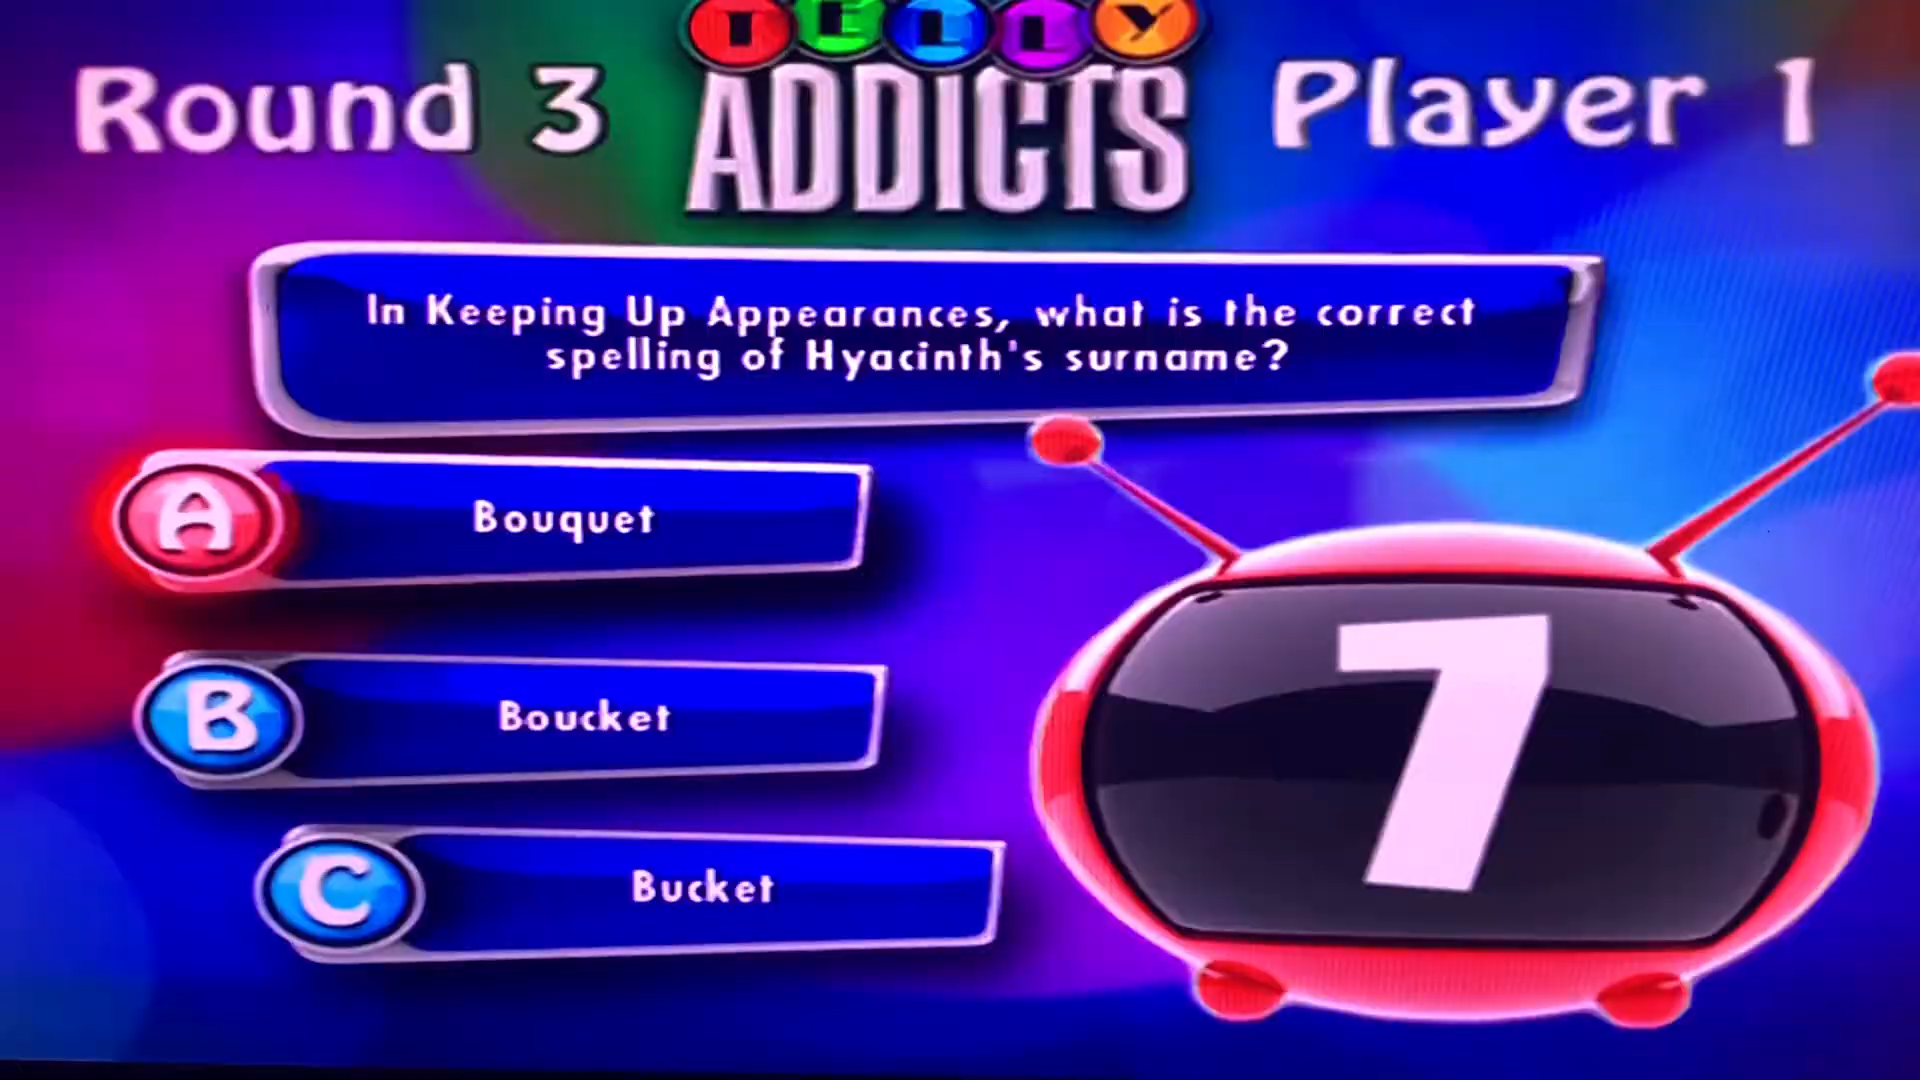 TELLY
Round 3 ADDICTS Player 1
In Keeping Up Appearances, what is the correct
spelling of Hyacinth's surname?
A Bouquet
B Boucket
C Bucket
7